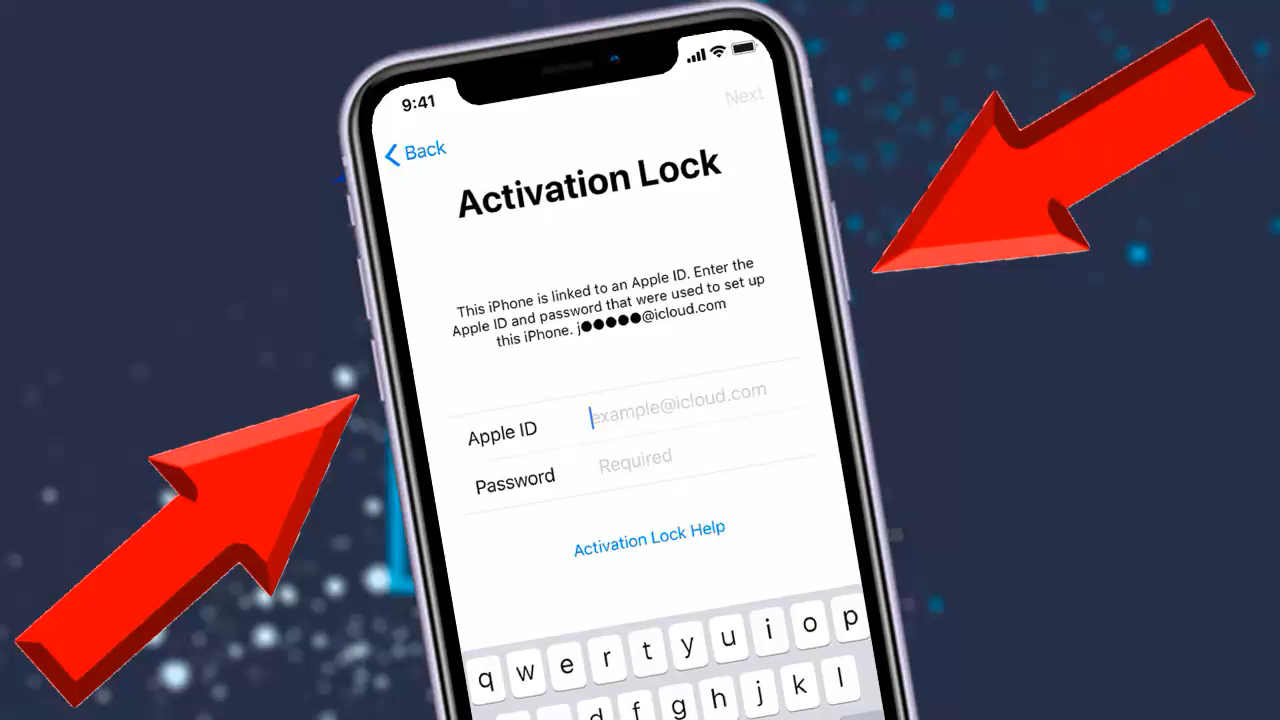 9:41
Next
Back
Activation Lock
This iPhone is linked to an Apple ID. Enter the
Apple ID and password that were used to set up
this iPhone. j●●●●●@icloud.com
Apple ID example@icloud.com
Password Required
Activation Lock Help
q w e r t y u i o p
d f g h j k l